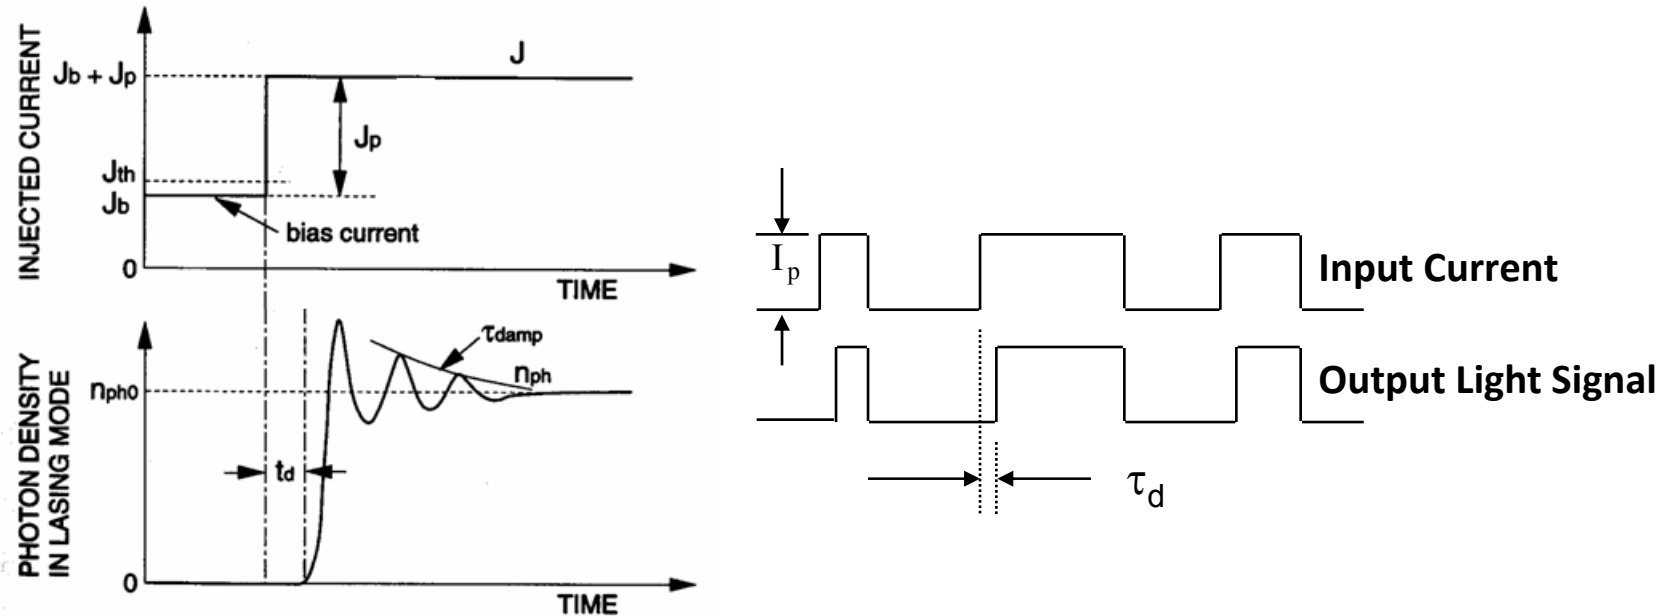 INJECTED CURRENT
J
Jb + Jp
Jp
Jth
Jb
bias current
0
TIME
PHOTON DENSITY
IN LASING MODE
τdamp
nph
nph0
td
0
TIME
Ip
Input Current
Output Light Signal
τd